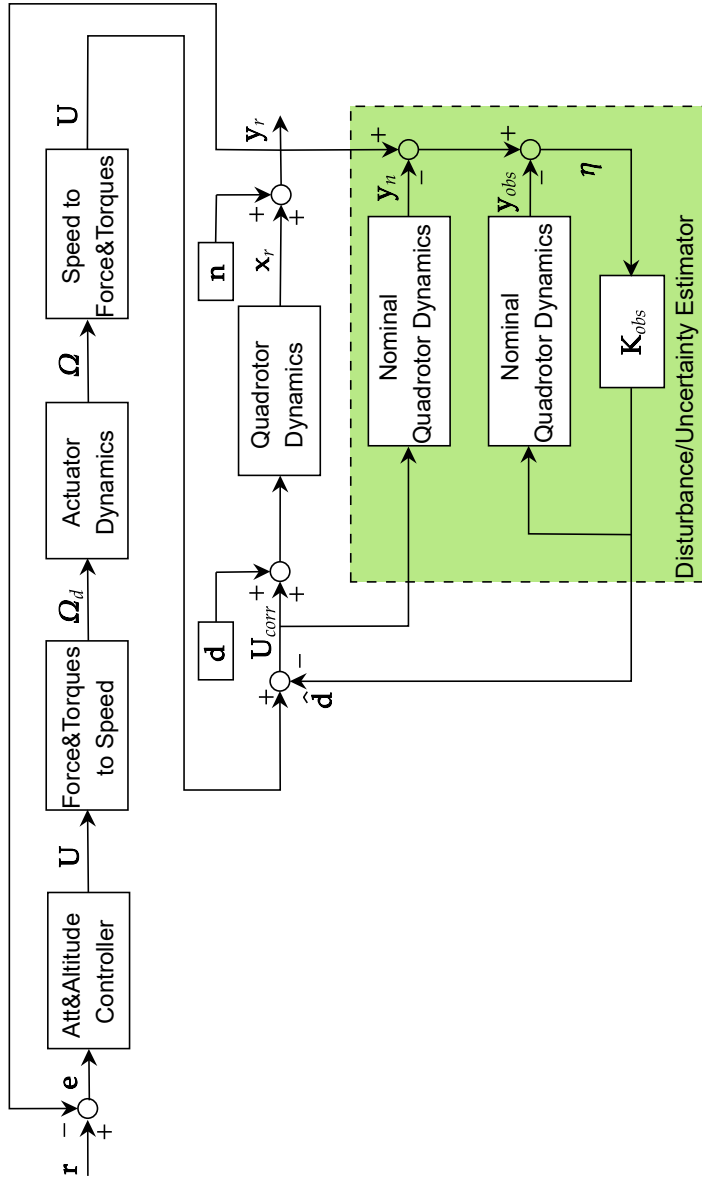 r
−
+
e
Att&Altitude
Controller
U
Force&Torques
to Speed
Ω_d
Actuator
Dynamics
Ω
Speed to
Force&Torques
U
+
−
d̂
U_corr
d
+
+
Quadrotor
Dynamics
x_r
n
+
+
y_r
Nominal
Quadrotor Dynamics
y_n
+
−
Nominal
Quadrotor Dynamics
y_obs
+
−
η
K_obs
Disturbance/Uncertainty Estimator